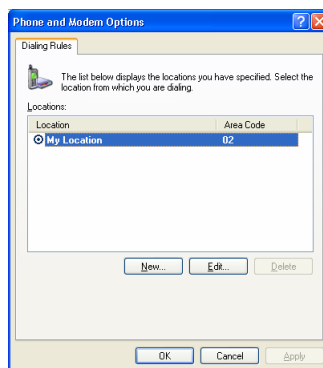 Phone and Modem Options
Dialing Rules
The list below displays the locations you have specified. Select the
location from which you are dialing.
Locations:
Location Area Code
My Location 02
New... Edit... Delete
OK Cancel Apply